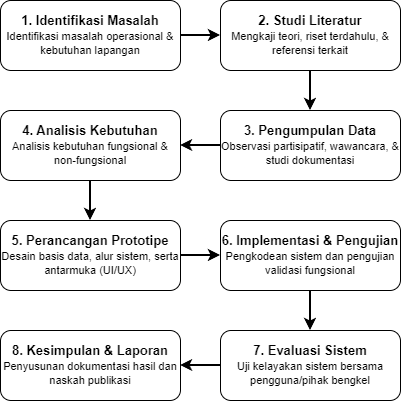 1. Identifikasi Masalah
Identifikasi masalah operasional &
kebutuhan lapangan
2. Studi Literatur
Mengkaji teori, riset terdahulu, &
referensi terkait
3. Pengumpulan Data
Observasi partisipatif, wawancara, &
studi dokumentasi
4. Analisis Kebutuhan
Analisis kebutuhan fungsional &
non-fungsional
5. Perancangan Prototipe
Desain basis data, alur sistem, serta
antarmuka (UI/UX)
6. Implementasi & Pengujian
Pengkodean sistem dan pengujian
validasi fungsional
7. Evaluasi Sistem
Uji kelayakan sistem bersama
pengguna/pihak bengkel
8. Kesimpulan & Laporan
Penyusunan dokumentasi hasil dan
naskah publikasi